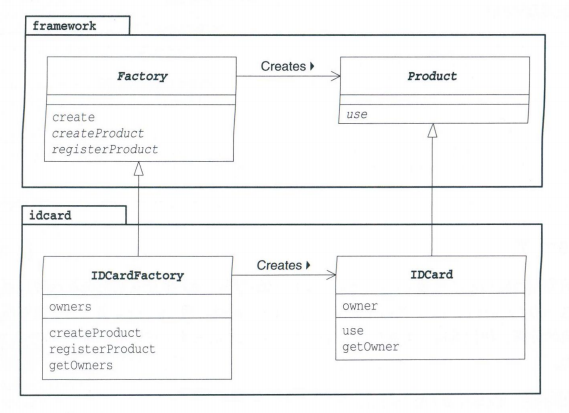 framework
Factory
Creates
Product
create
createProduct
registerProduct
use
idcard
IDCardFactory
Creates
IDCard
owners
owner
createProduct
registerProduct
getOwners
use
getOwner